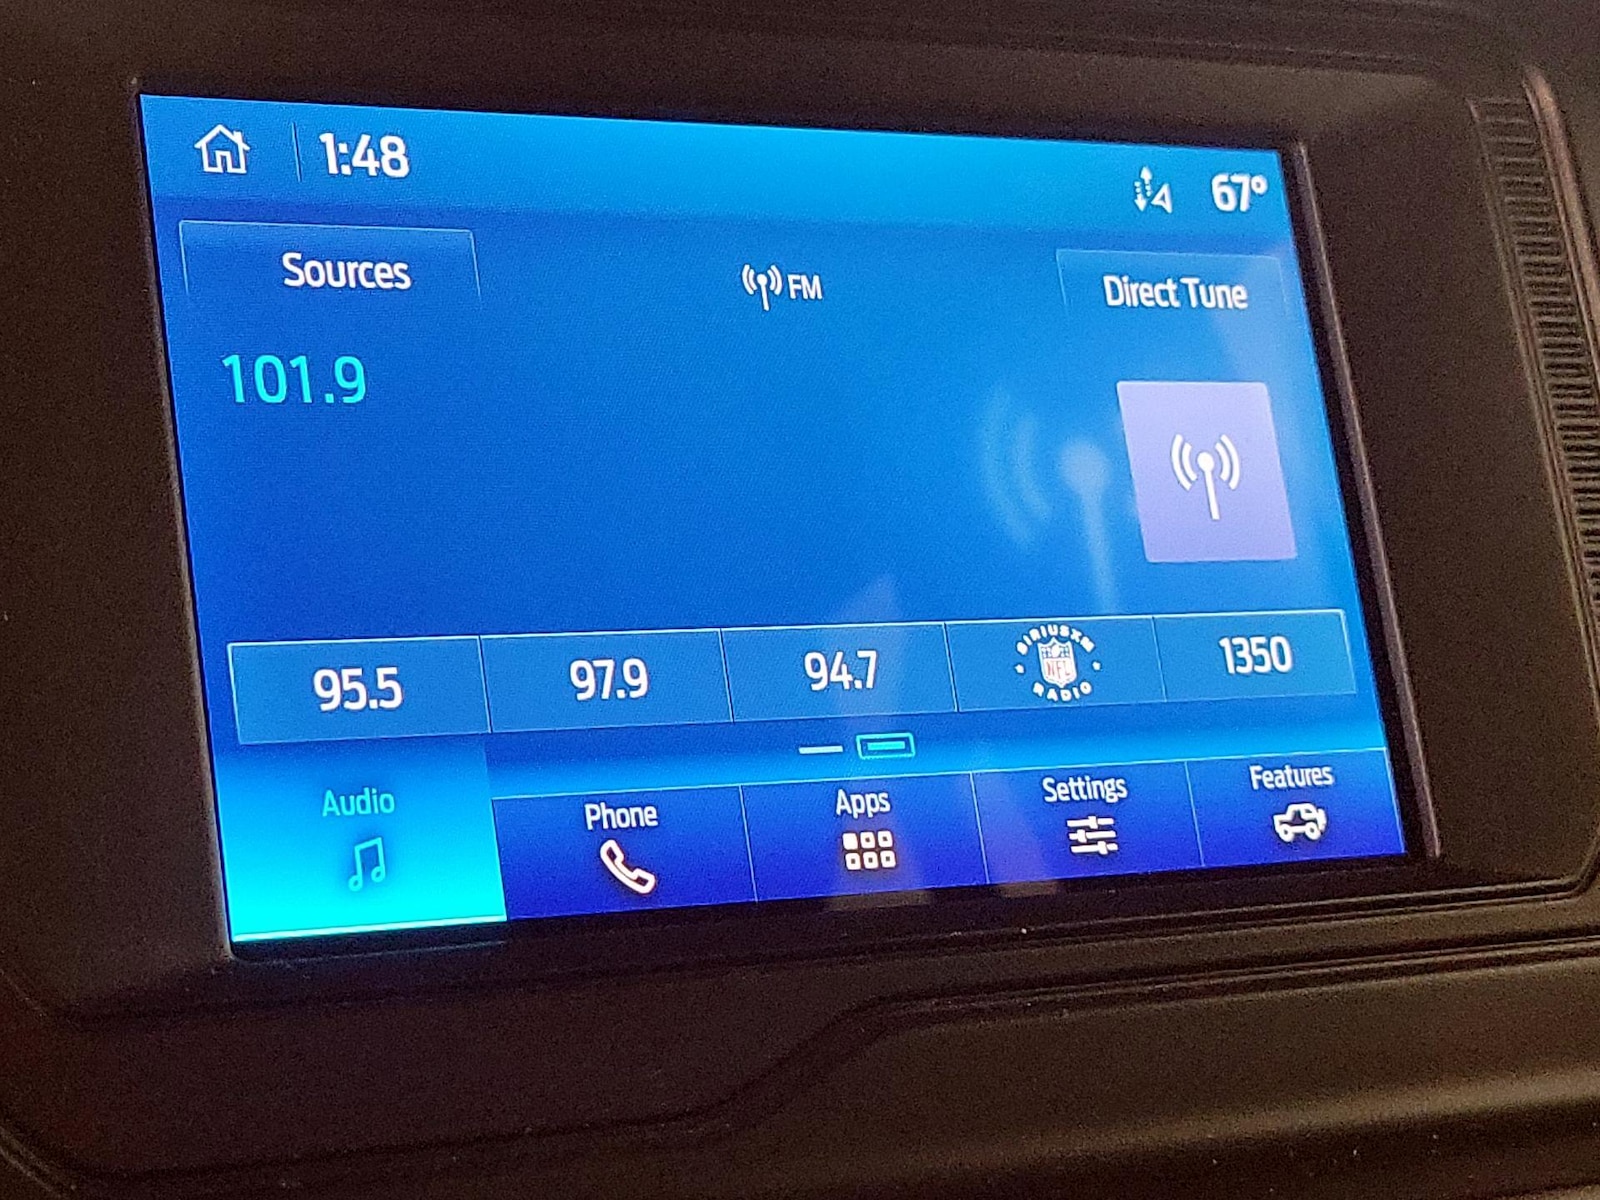 1:48
67°
Sources
FM
Direct Tune
101.9
95.5
97.9
94.7
SIRIUSXM
NFL
RADIO
1350
Audio
Phone
Apps
Settings
Features